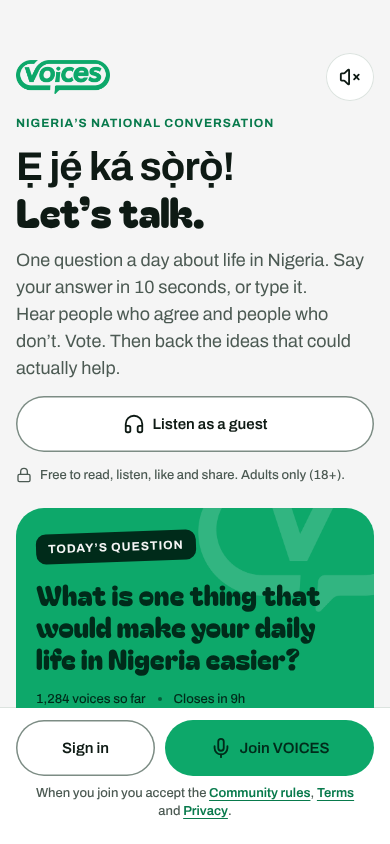 Voices
NIGERIA’S NATIONAL CONVERSATION
Ẹ jẹ́ ká sọ̀rọ̀!
Let’s talk.
One question a day about life in Nigeria. Say
your answer in 10 seconds, or type it.
Hear people who agree and people who
don’t. Vote. Then back the ideas that could
actually help.
Listen as a guest
Free to read, listen, like and share. Adults only (18+).
TODAY’S QUESTION
What is one thing that
would make your daily
life in Nigeria easier?
1,284 voices so far • Closes in 9h
Sign in
Join VOICES
When you join you accept the Community rules, Terms
and Privacy.